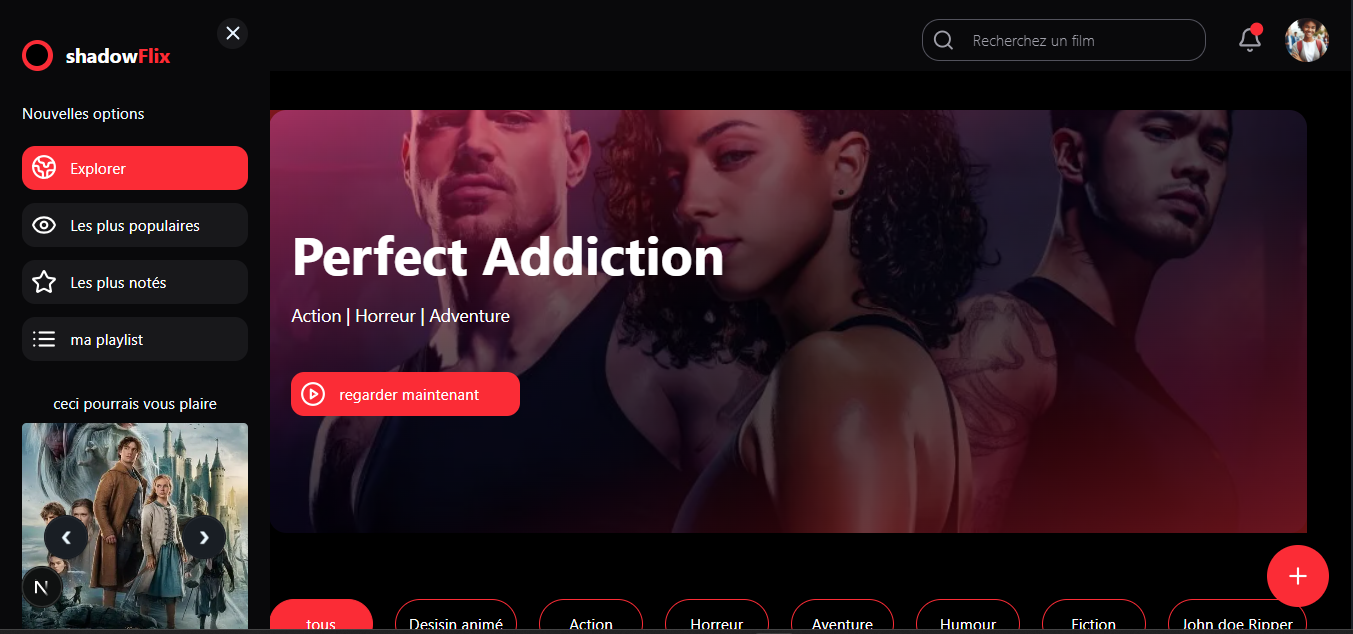 shadowFlix
Recherchez un film
Nouvelles options
Explorer
Les plus populaires
Les plus notés
ma playlist
ceci pourrais vous plaire
N
Perfect Addiction
Action | Horreur | Adventure
regarder maintenant
tous
Desisin animé
Action
Horreur
Aventure
Humour
Fiction
John doe Ripper